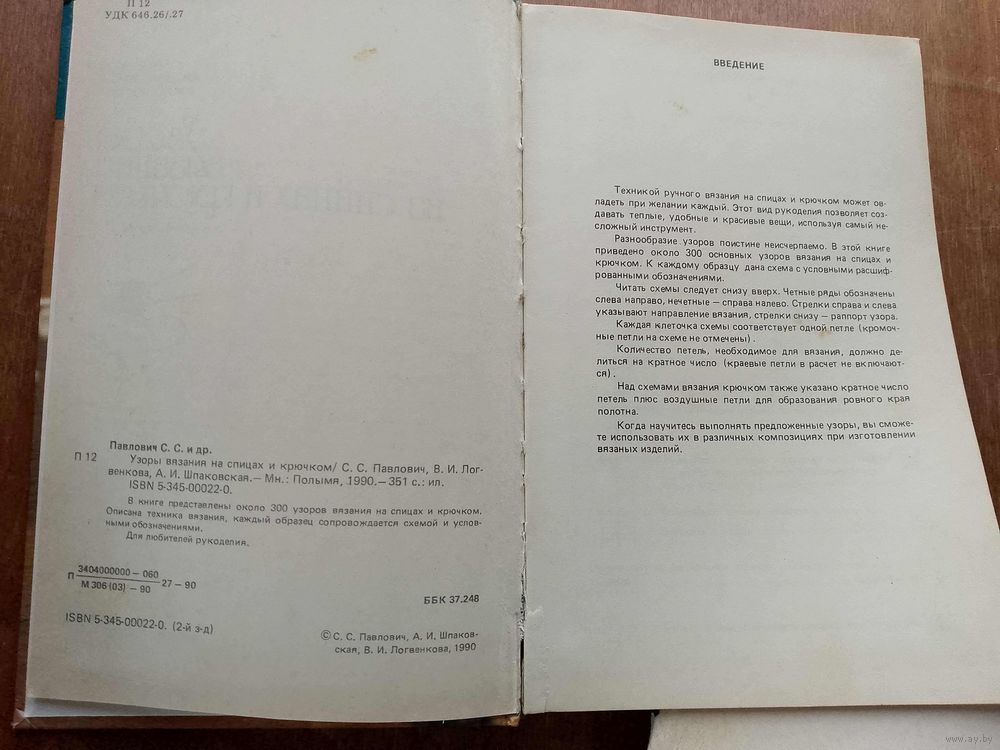 П 12
УДК 646.26/.27
Павлович С. С. и др.
П 12
Узоры вязания на спицах и крючком/ С. С. Павлович, В. И. Лог-
венкова, А. И. Шпаковская.— Мн.: Полымя, 1990.—351 с.: ил.
ISBN 5-345-00022-0.
В книге представлены около 300 узоров вязания на спицах и крючком.
Описана техника вязания, каждый образец сопровождается схемой и услов-
ными обозначениями.
Для любителей рукоделия.
П 3404000000 — 060
М 306 (03) — 90
27 — 90
ББК 37.248
ISBN 5-345-00022-0. (2-й з-д)
© С. С. Павлович, А. И. Шпаков-
ская, В. И. Логвенкова, 1990
ВВЕДЕНИЕ
Техникой ручного вязания на спицах и крючком может ов-
ладеть при желании каждый. Этот вид рукоделия позволяет соз-
давать теплые, удобные и красивые вещи, используя самый не-
сложный инструмент.
Разнообразие узоров поистине неисчерпаемо. В этой книге
приведено около 300 основных узоров вязания на спицах и
крючком. К каждому образцу дана схема с условными расшиф-
рованными обозначениями.
Читать схемы следует снизу вверх. Четные ряды обозначены
слева направо, нечетные — справа налево. Стрелки справа и слева
указывают направление вязания, стрелки снизу — раппорт узора.
Каждая клеточка схемы соответствует одной петле (кромоч-
ные петли на схеме не отмечены).
Количество петель, необходимое для вязания, должно де-
литься на кратное число (краевые петли в расчет не включают-
ся).
Над схемами вязания крючком также указано кратное число
петель плюс воздушные петли для образования ровного края
полотна.
Когда научитесь выполнять предложенные узоры, вы сможе-
те использовать их в различных композициях при изготовлении
вязаных изделий.
www.ay.by